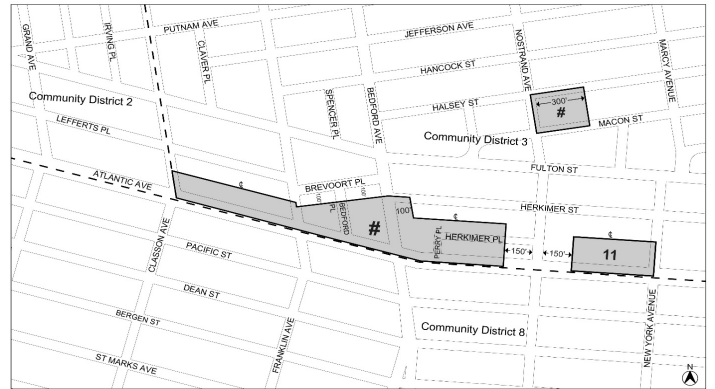 GRAND AVE
IRVING PL
PUTNAM AVE
CLAVER PL
JEFFERSON AVE
NOSTRAND AVE
MARCY AVENUE
HANCOCK ST
SPENCER PL
BEDFORD AVE
Community District 2
HALSEY ST
300'
#
MACON ST
LEFFERTS PL
Community District 3
FULTON ST
ATLANTIC AVE
BREVOORT PL
HERKIMER ST
℄
100'
100'
BEDFORD PL
100'
℄
#
PERRY PL
HERKIMER PL
150'
150'
℄
11
CLASSON AVE
PACIFIC ST
DEAN ST
BERGEN ST
FRANKLIN AVE
Community District 8
NEW YORK AVENUE
ST MARKS AVE
N